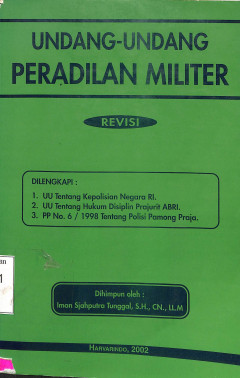 UNDANG-UNDANG
PERADILAN MILITER
REVISI
DILENGKAPI :
1. UU Tentang Kepolisian Negara RI.
2. UU Tentang Hukum Disiplin Prajurit ABRI.
3. PP No. 6 / 1998 Tentang Polisi Pamong Praja.
Dihimpun oleh :
Iman Sjahputra Tunggal, S.H., CN., LL.M
HARVARINDO, 2002